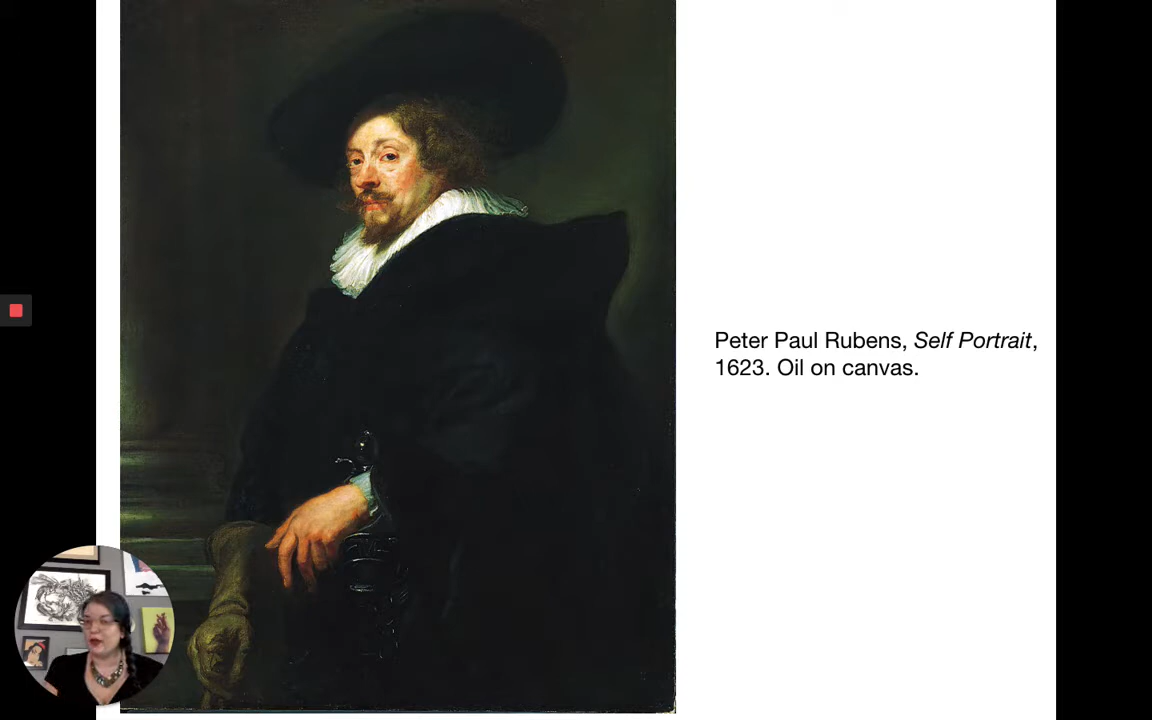 Peter Paul Rubens, Self Portrait,
1623. Oil on canvas.